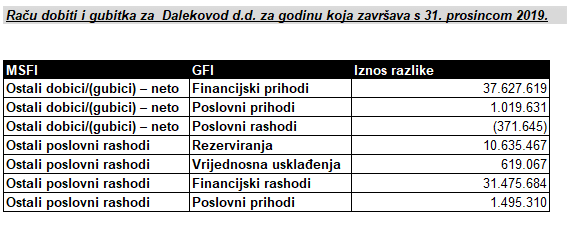 Raču dobiti i gubitka za Dalekovod d.d. za godinu koja završava s 31. prosincom 2019.
MSFI GFI Iznos razlike
Ostali dobici/(gubici) – neto Financijski prihodi 37.627.619
Ostali dobici/(gubici) – neto Poslovni prihodi 1.019.631
Ostali dobici/(gubici) – neto Poslovni rashodi (371.645)
Ostali poslovni rashodi Rezerviranja 10.635.467
Ostali poslovni rashodi Vrijednosna usklađenja 619.067
Ostali poslovni rashodi Financijski rashodi 31.475.684
Ostali poslovni rashodi Poslovni prihodi 1.495.310